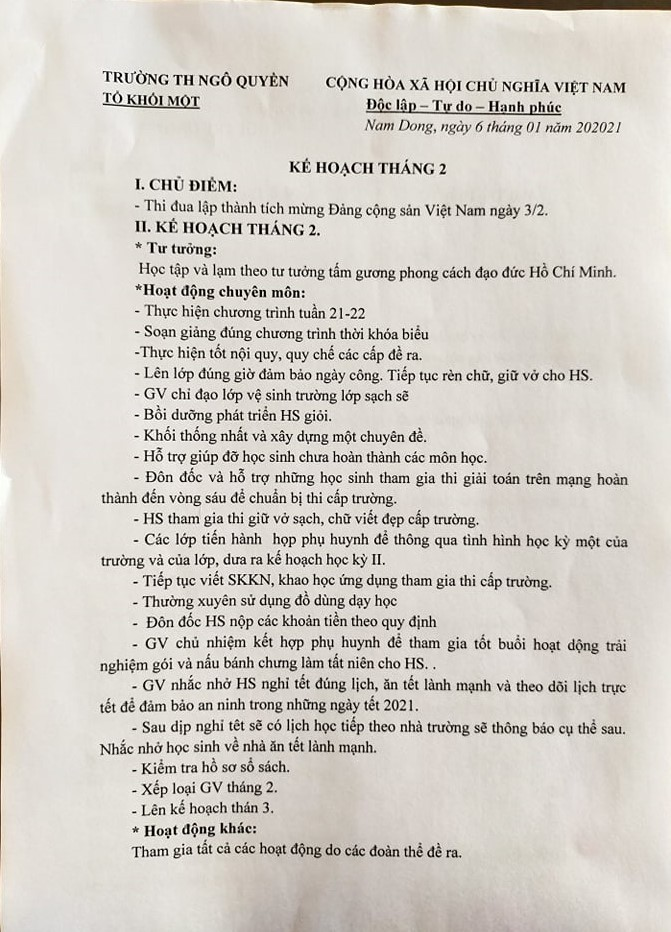 TRƯỜNG TH NGÔ QUYỀN
TỔ KHỐI MỘT
CỘNG HÒA XÃ HỘI CHỦ NGHĨA VIỆT NAM
Độc lập – Tự do – Hạnh phúc
Nam Dong, ngày 6 tháng 01 năm 202021
KẾ HOẠCH THÁNG 2
I. CHỦ ĐIỂM:
- Thi đua lập thành tích mừng Đảng cộng sản Việt Nam ngày 3/2.
II. KẾ HOẠCH THÁNG 2.
* Tư tưởng:
Học tập và lạm theo tư tưởng tấm gương phong cách đạo đức Hồ Chí Minh.
*Hoạt động chuyên môn:
- Thực hiện chương trình tuần 21-22
- Soạn giảng đúng chương trình thời khóa biểu
-Thực hiện tốt nội quy, quy chế các cấp đề ra.
- Lên lớp đúng giờ đảm bảo ngày công. Tiếp tục rèn chữ, giữ vở cho HS.
- GV chỉ đạo lớp vệ sinh trường lớp sạch sẽ
- Bồi dưỡng phát triển HS giỏi.
- Khối thống nhất và xây dựng một chuyên đề.
- Hỗ trợ giúp đỡ học sinh chưa hoàn thành các môn học.
- Đôn đốc và hỗ trợ những học sinh tham gia thi giải toán trên mạng hoàn
thành đến vòng sáu để chuẩn bị thi cấp trường.
- HS tham gia thi giữ vở sạch, chữ viết đẹp cấp trường.
- Các lớp tiến hành họp phụ huynh để thông qua tình hình học kỳ một của
trường và của lớp, dưa ra kế hoạch học kỳ II.
- Tiếp tục viết SKKN, khao học ứng dụng tham gia thi cấp trường.
- Thường xuyên sử dụng đồ dùng dạy học
- Đôn đốc HS nộp các khoản tiền theo quy định
- GV chủ nhiệm kết hợp phụ huynh để tham gia tốt buổi hoạt dộng trải
nghiệm gói và nấu bánh chưng làm tất niên cho HS. .
- GV nhắc nhở HS nghỉ tết đúng lịch, ăn tết lành mạnh và theo dõi lịch trực
tết để đảm bảo an ninh trong những ngày tết 2021.
- Sau dịp nghỉ têt sẽ có lịch học tiếp theo nhà trường sẽ thông báo cụ thể sau.
Nhắc nhở học sinh về nhà ăn tết lành mạnh.
- Kiểm tra hồ sơ sổ sách.
- Xếp loại GV tháng 2.
- Lên kế hoạch thán 3.
* Hoạt động khác:
Tham gia tất cả các hoạt động do các đoàn thể đề ra.